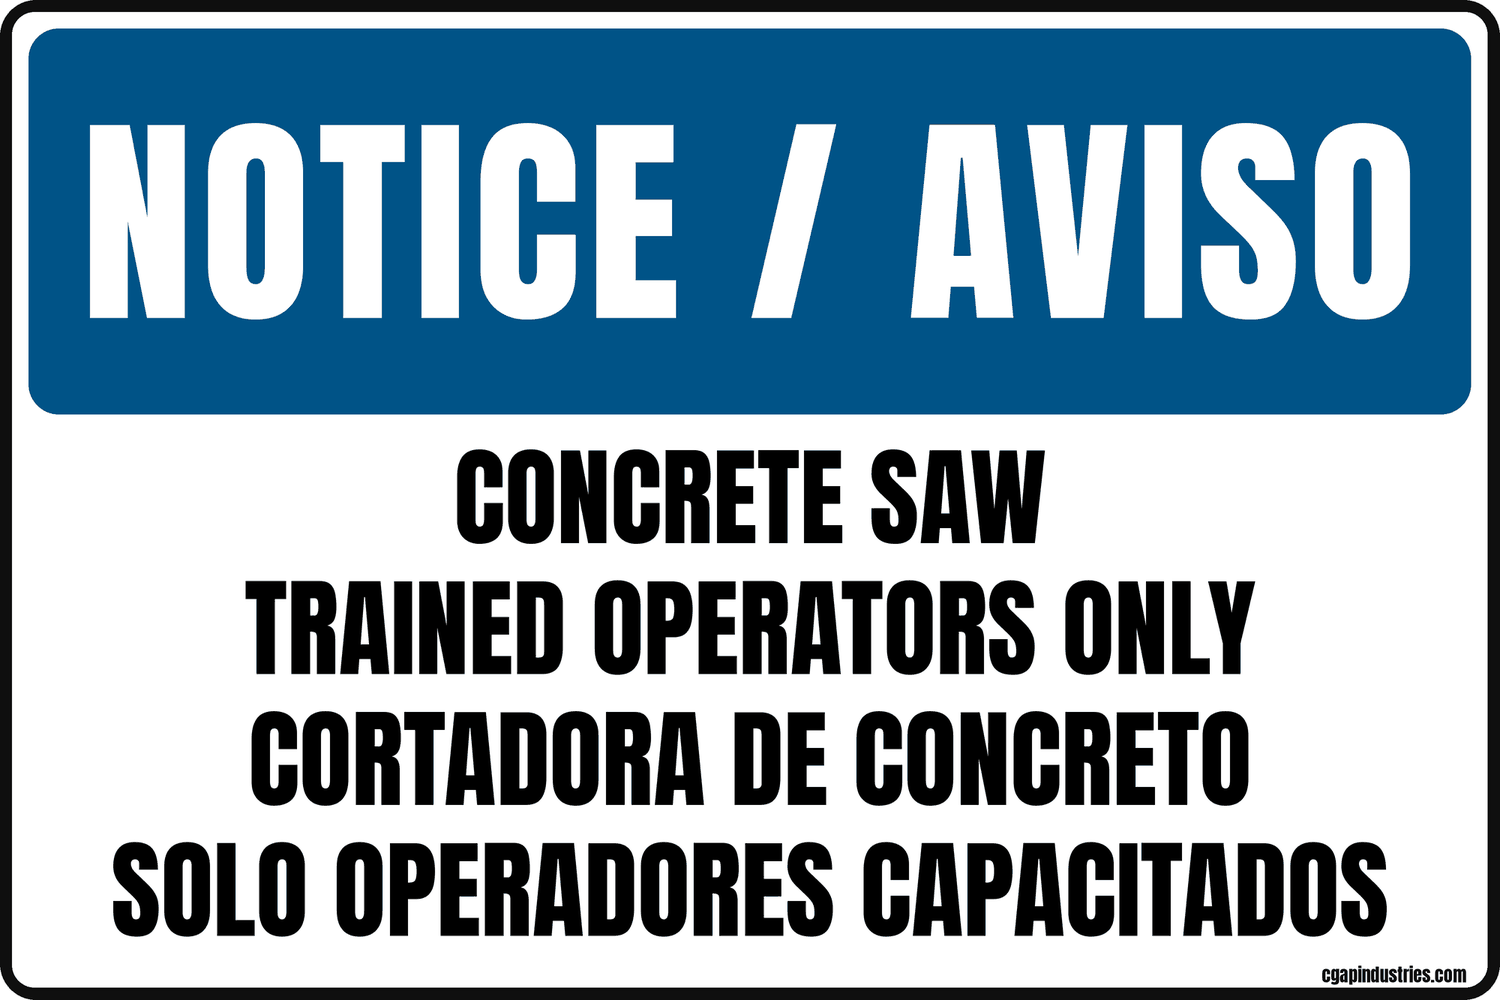 NOTICE / AVISO
CONCRETE SAW
TRAINED OPERATORS ONLY
CORTADORA DE CONCRETO
SOLO OPERADORES CAPACITADOS
cgapindustries.com